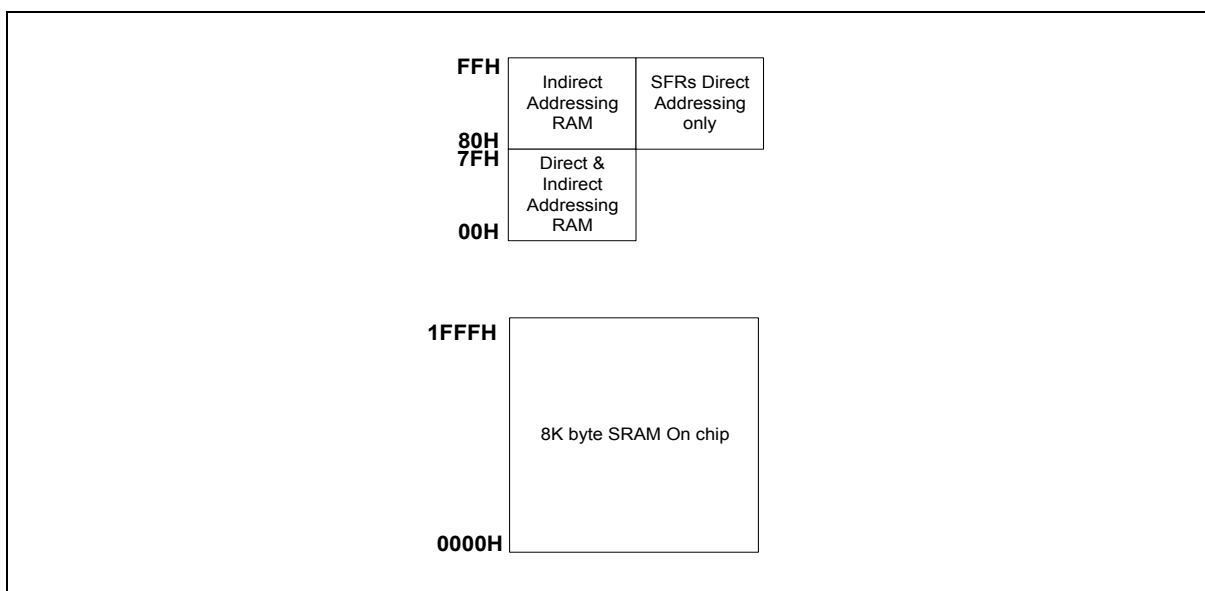 FFH
Indirect
Addressing
RAM
SFRs Direct
Addressing
only
80H
7FH
Direct &
Indirect
Addressing
RAM
00H
1FFFH
8K byte SRAM On chip
0000H